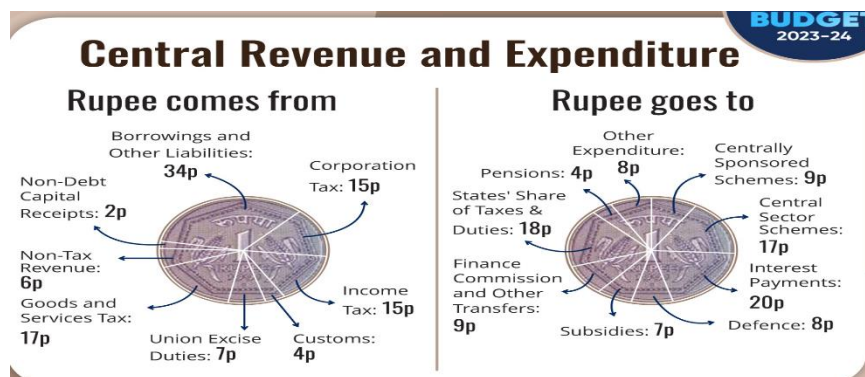 BUDGET
2023-24
Central Revenue and Expenditure
Rupee comes from
Borrowings and
Other Liabilities:
34p
Corporation
Tax: 15p
Non-Debt
Capital
Receipts: 2p
Non-Tax
Revenue:
6p
Goods and
Services Tax:
17p
Union Excise
Duties: 7p
Customs:
4p
Income
Tax: 15p
Rupee goes to
Other
Expenditure:
8p
Pensions: 4p
Centrally
Sponsored
Schemes: 9p
States' Share
of Taxes &
Duties: 18p
Central
Sector
Schemes:
17p
Finance
Commission
and Other
Transfers:
9p
Interest
Payments:
20p
Subsidies: 7p
Defence: 8p
रुपया
1
रुपया
1